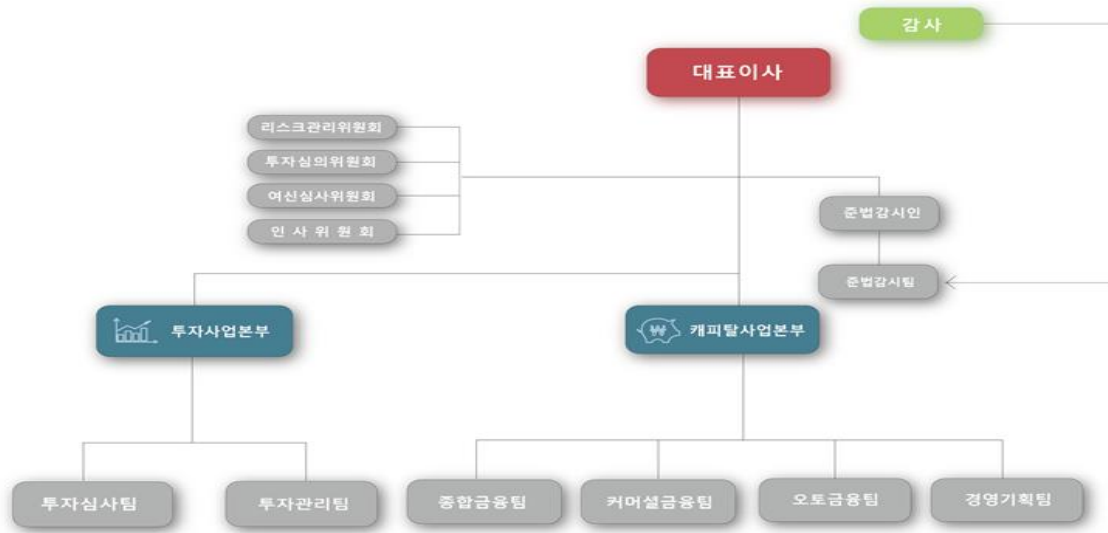 감사
대표이사
리스크관리위원회
투자심의위원회
여신심사위원회
인 사 위 원 회
준법감시인
준법감시팀
투자사업본부
₩ 캐피탈사업본부
투자심사팀
투자관리팀
종합금융팀
커머셜금융팀
오토금융팀
경영기획팀